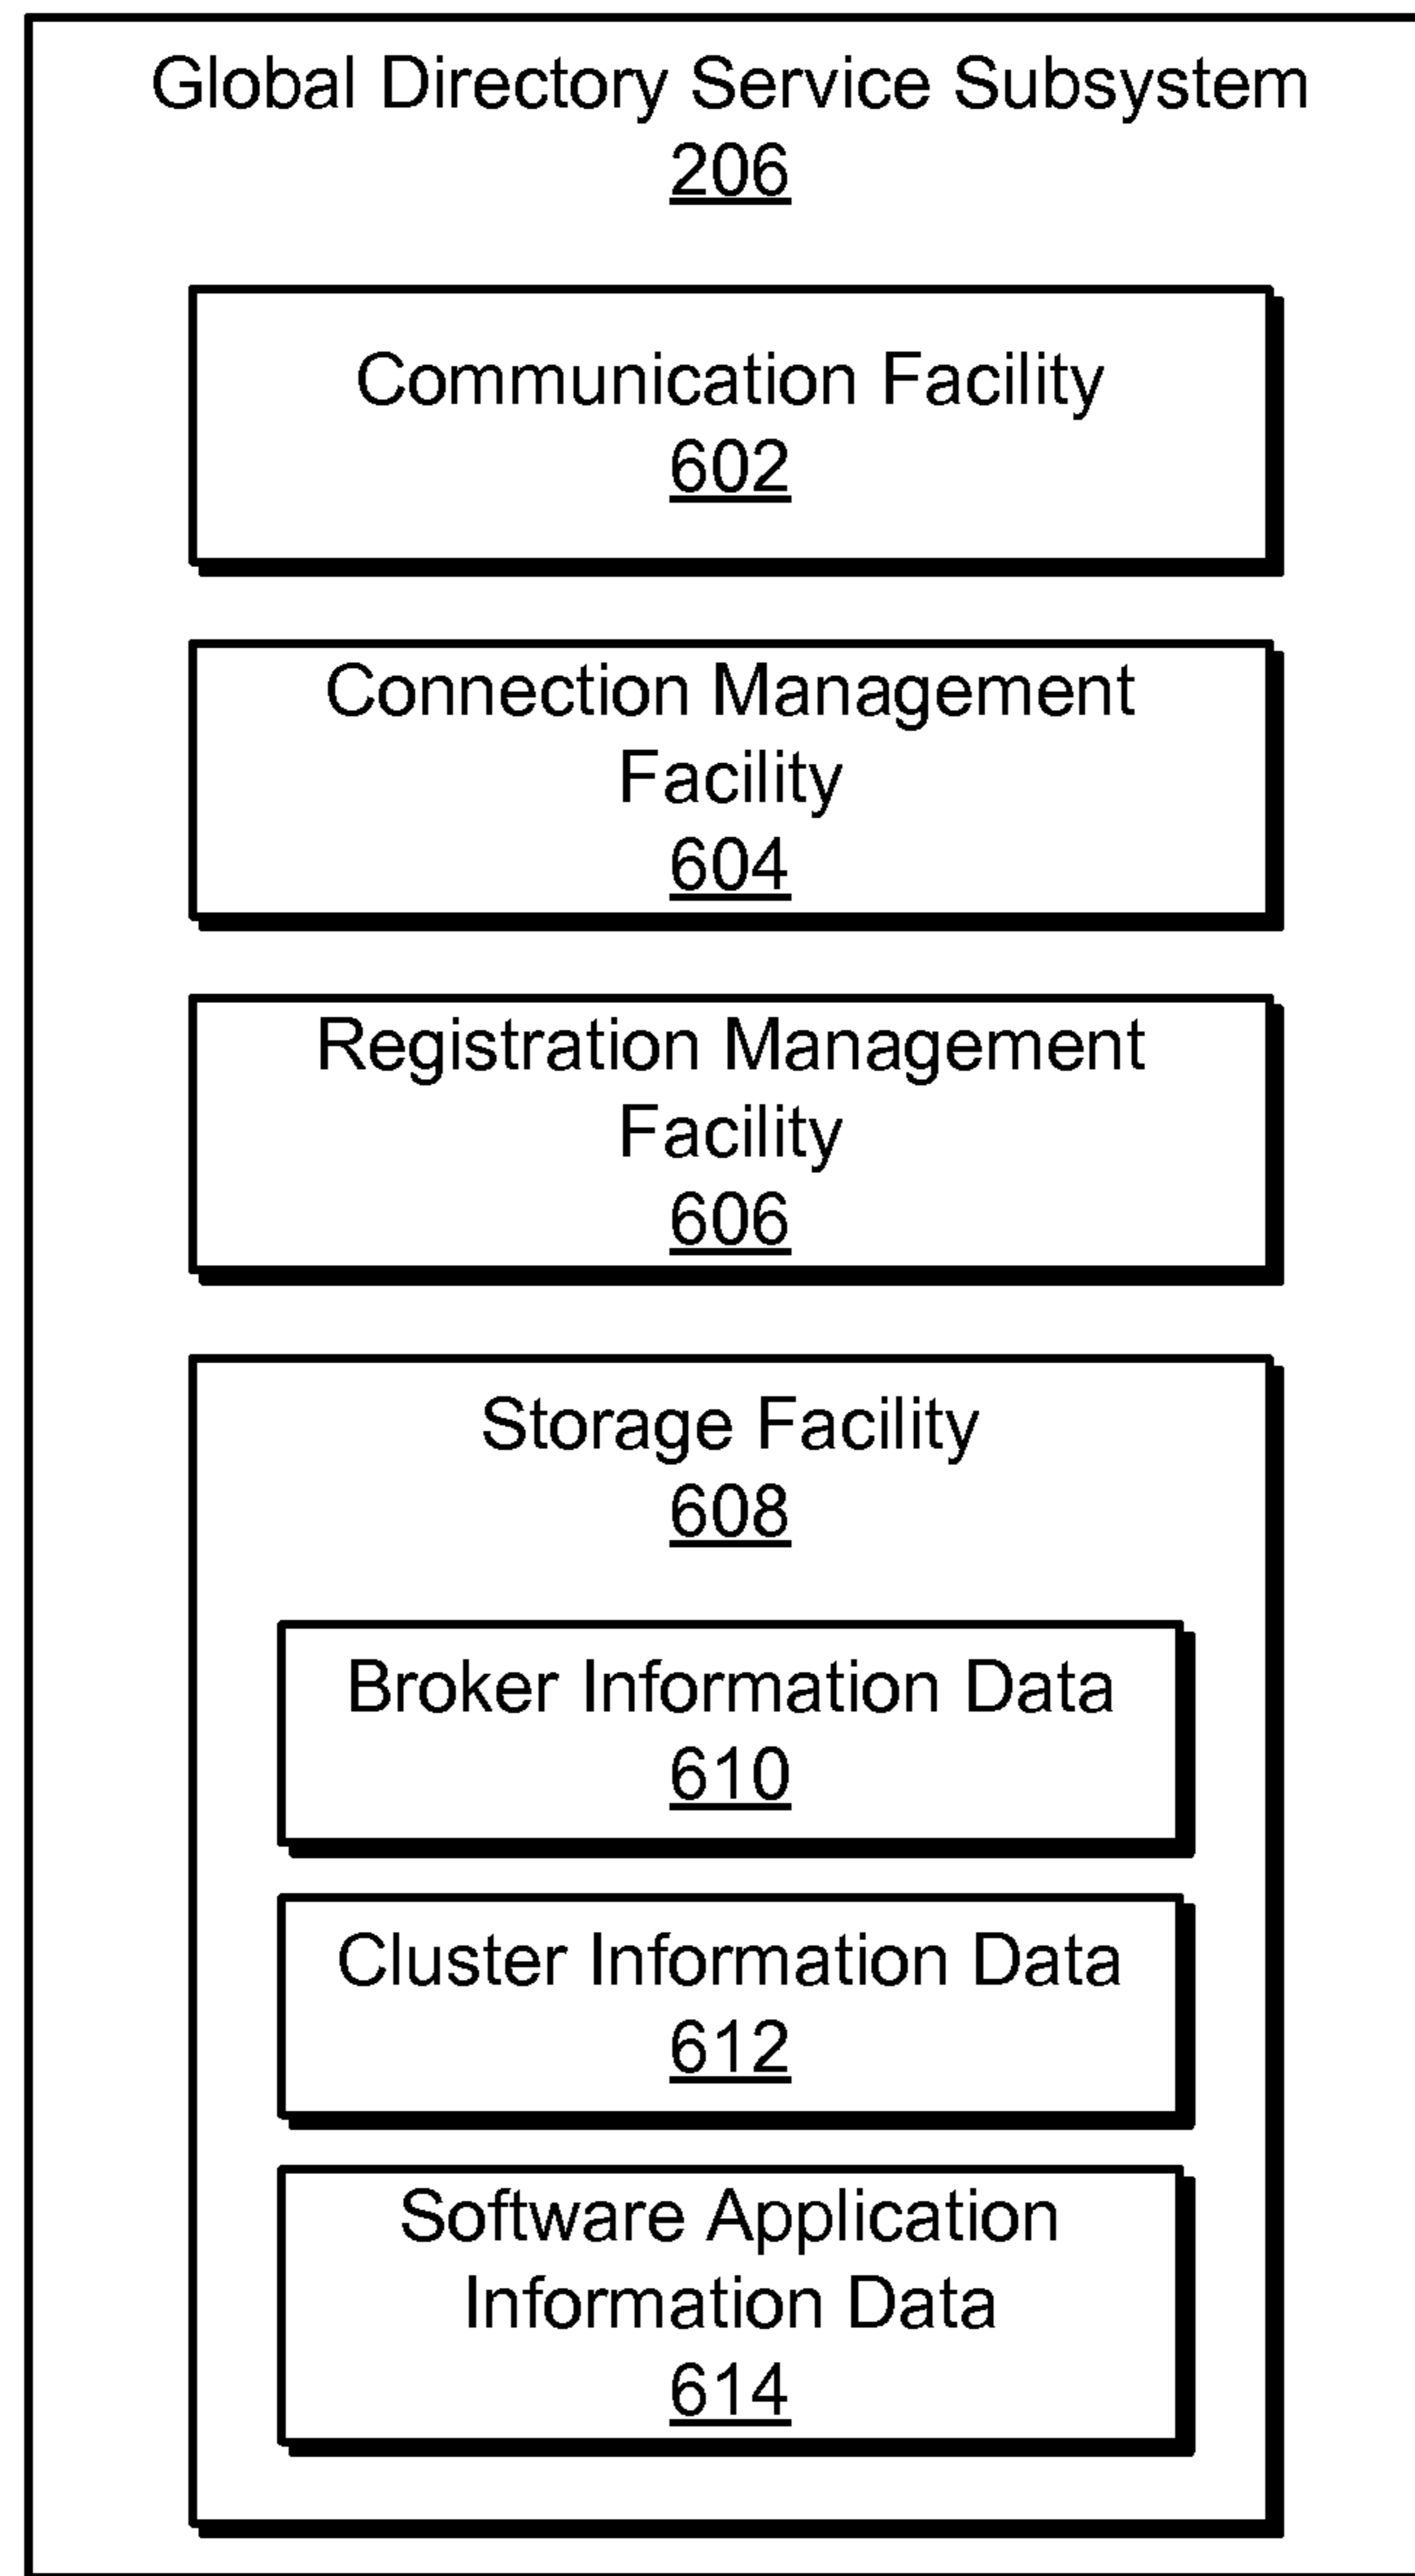 Global Directory Service Subsystem
206
Communication Facility
602
Connection Management
Facility
604
Registration Management
Facility
606
Storage Facility
608
Broker Information Data
610
Cluster Information Data
612
Software Application
Information Data
614